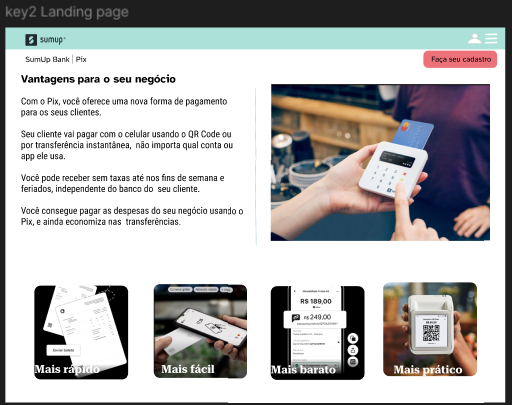 key2 Landing page
sumup
SumUp Bank | Pix
Faça seu cadastro
Vantagens para o seu negócio
Com o Pix, você oferece uma nova forma de pagamento
para os seus clientes.
Seu cliente vai pagar com o celular usando o QR Code ou
por transferência instantânea, não importa qual conta ou
app ele usa.
Você pode receber sem taxas até nos fins de semana e
feriados, independente do banco do seu cliente.
Você consegue pagar as despesas do seu negócio usando o
Pix, e ainda economiza nas transferências.
R$ 189,00
R$ 249,00
Mais rápido
Mais fácil
Mais barato
Mais prático